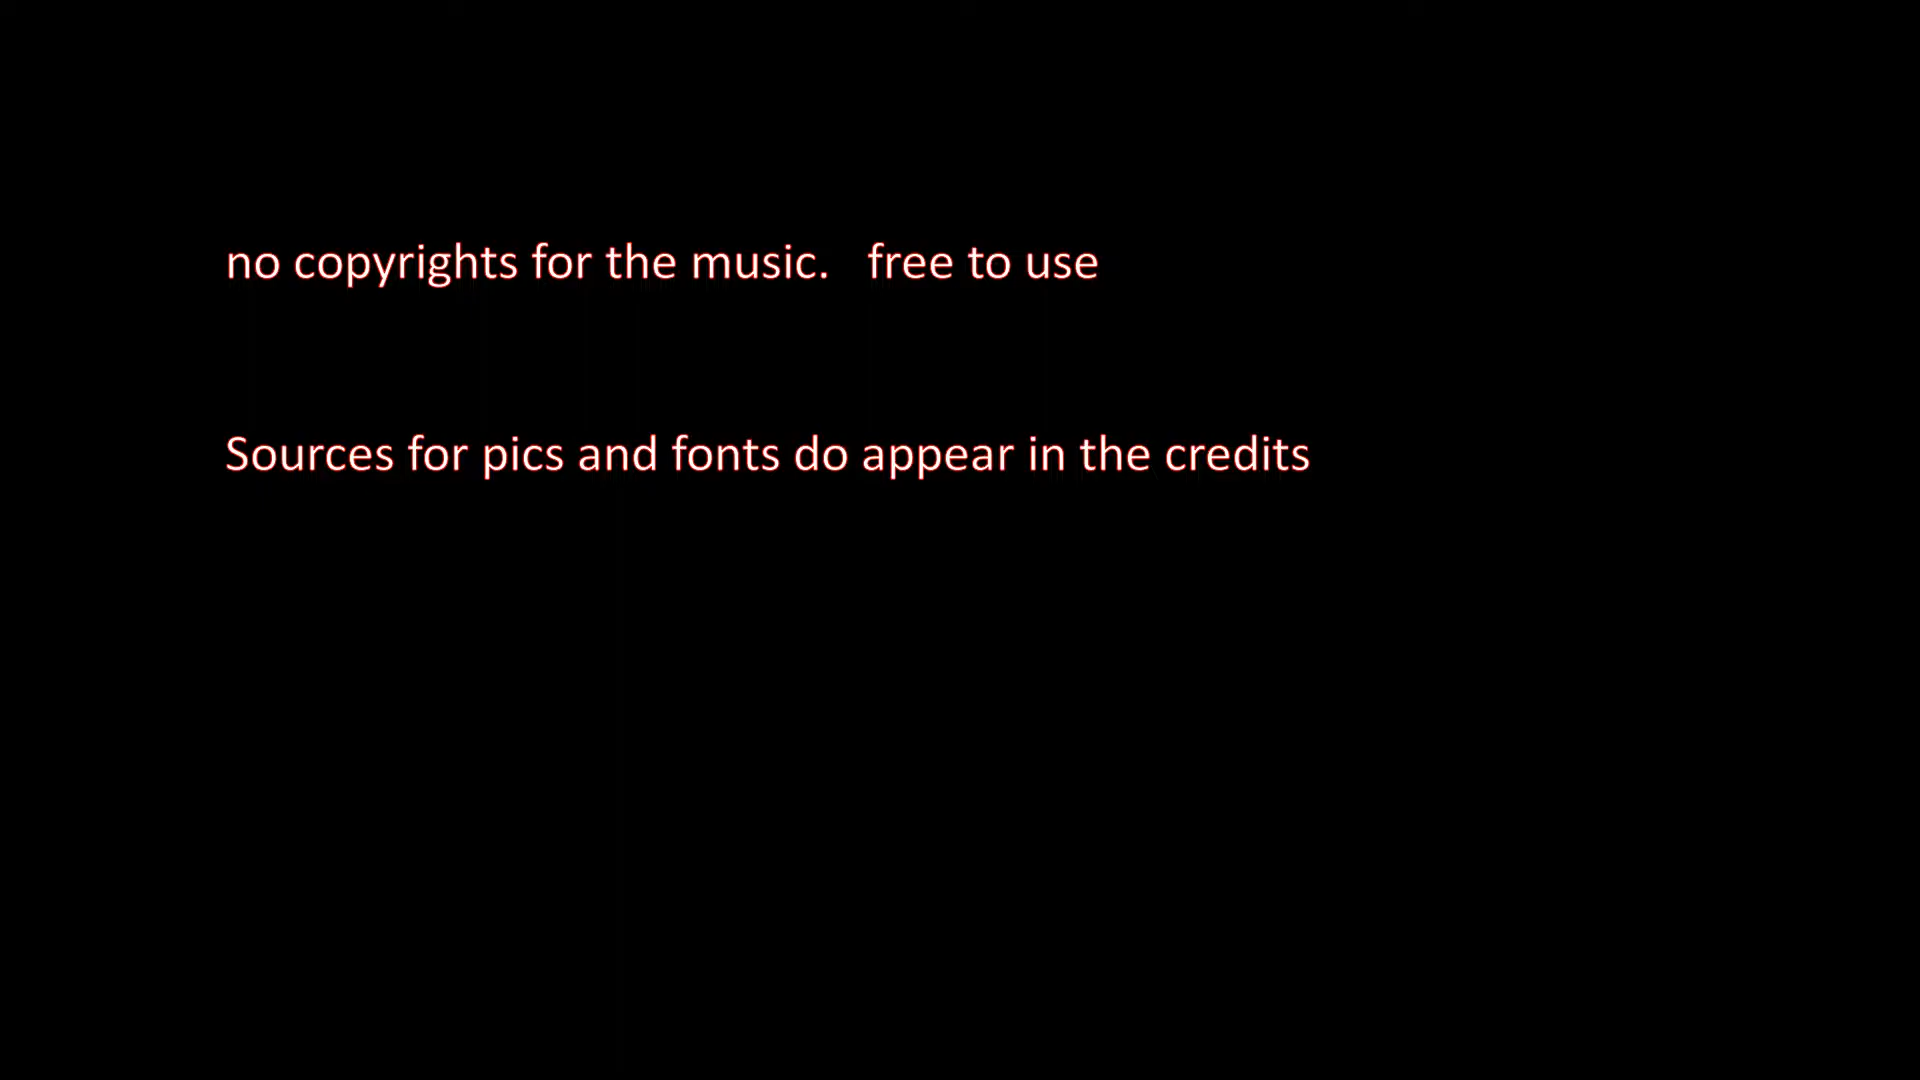 no copyrights for the music.   free to use
Sources for pics and fonts do appear in the credits